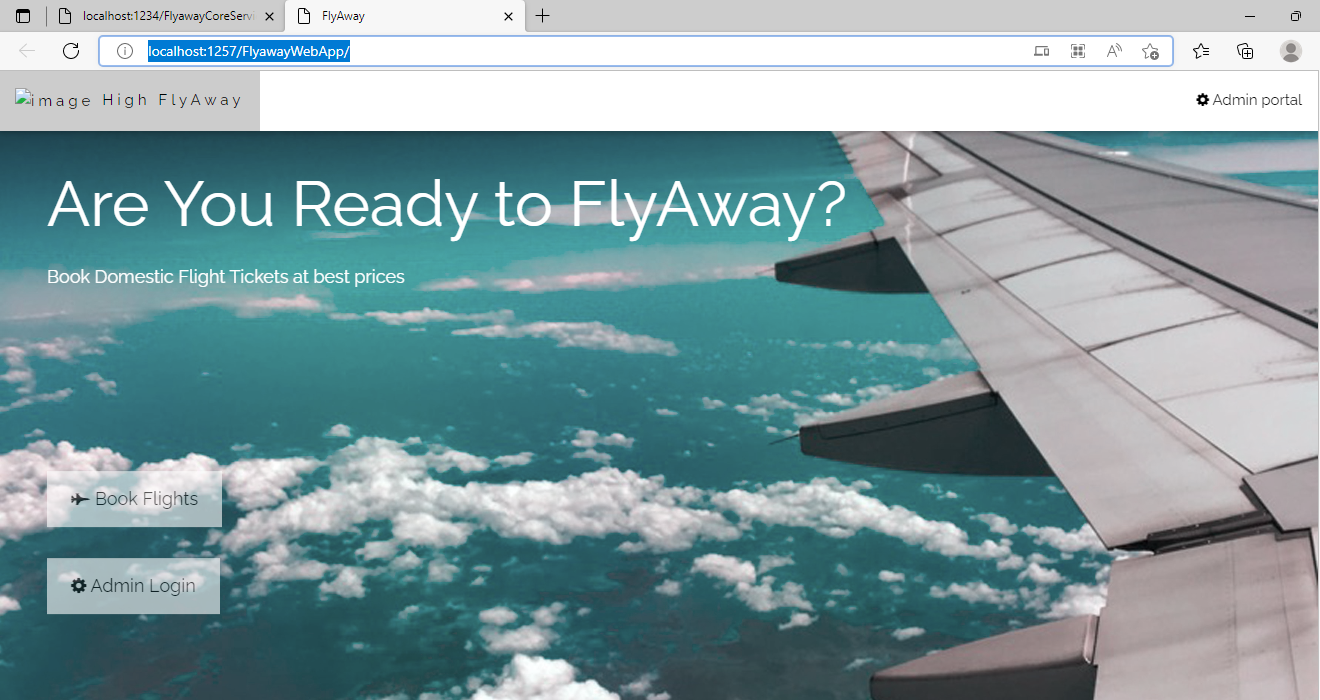 localhost:1234/FlyawayCoreServi
FlyAway
localhost:1257/FlyawayWebApp/
image High FlyAway
Admin portal
Are You Ready to FlyAway?
Book Domestic Flight Tickets at best prices
Book Flights
Admin Login